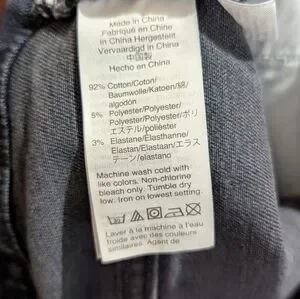 Made in China
Fabriqué en Chine
in China Hergestellt
Vervaardigd in China
中国製
Hecho en China
92% Cotton/Coton/
Baumwolle/Katoen/綿/
algodón
5% Polyester/Polyester/
Polyester/Polyester/ポリ
エステル/poliéster
3% Elastane/Élasthanne/
Elastan/Elastaan/エラス
テーン/elastano
Machine wash cold with
like colors. Non-chlorine
bleach only. Tumble dry
low. Iron on lowest setting.
Laver à la machine à l'eau
froide avec des couleurs
similaires. Agent de